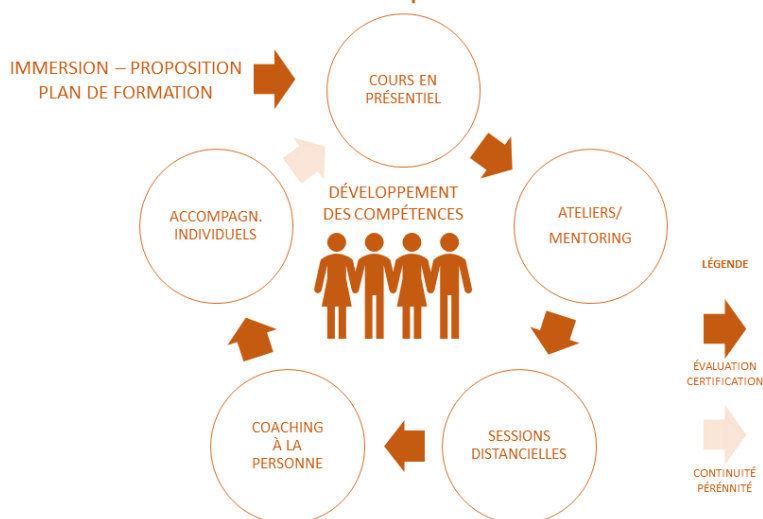 IMMERSION – PROPOSITION
PLAN DE FORMATION
COURS EN
PRÉSENTIEL
ATELIERS/
MENTORING
SESSIONS
DISTANCIELLES
COACHING
À LA
PERSONNE
ACCOMPAGN.
INDIVIDUELS
DÉVELOPPEMENT
DES COMPÉTENCES
LÉGENDE
ÉVALUATION
CERTIFICATION
CONTINUITÉ
PÉRÉNNITÉ